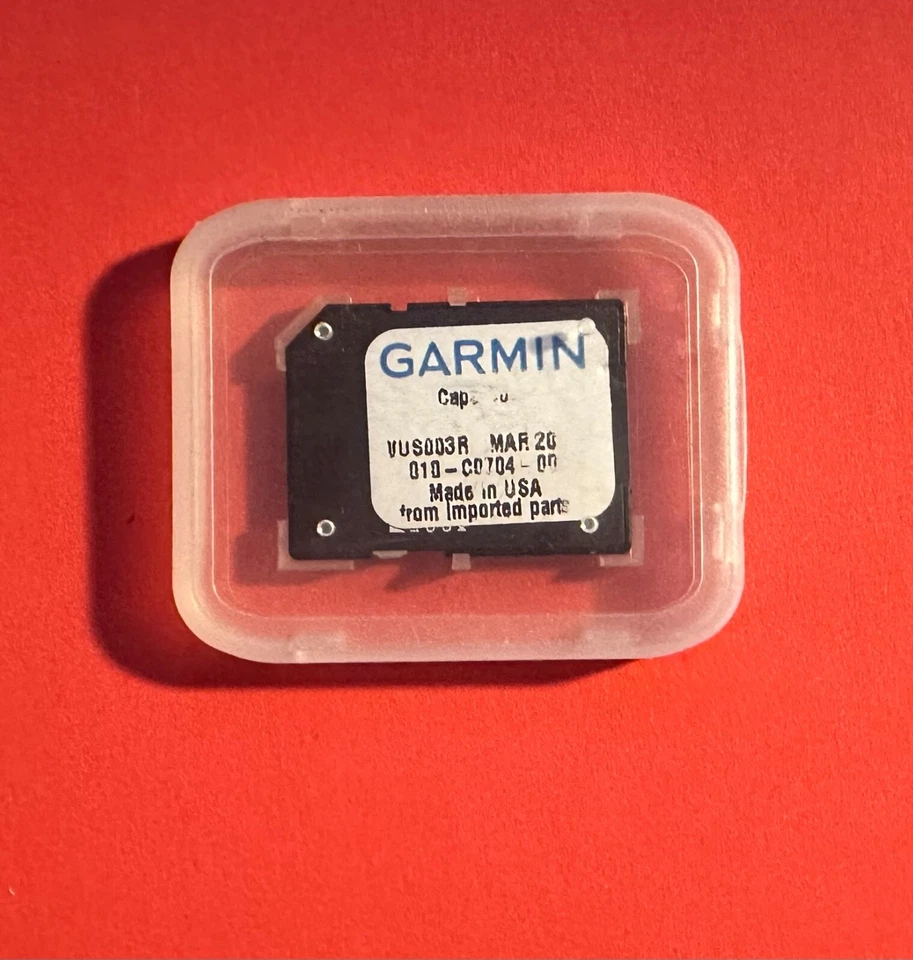 GARMIN
VUS003R MAR 20
010-C0704-00
Made in USA
from imported parts